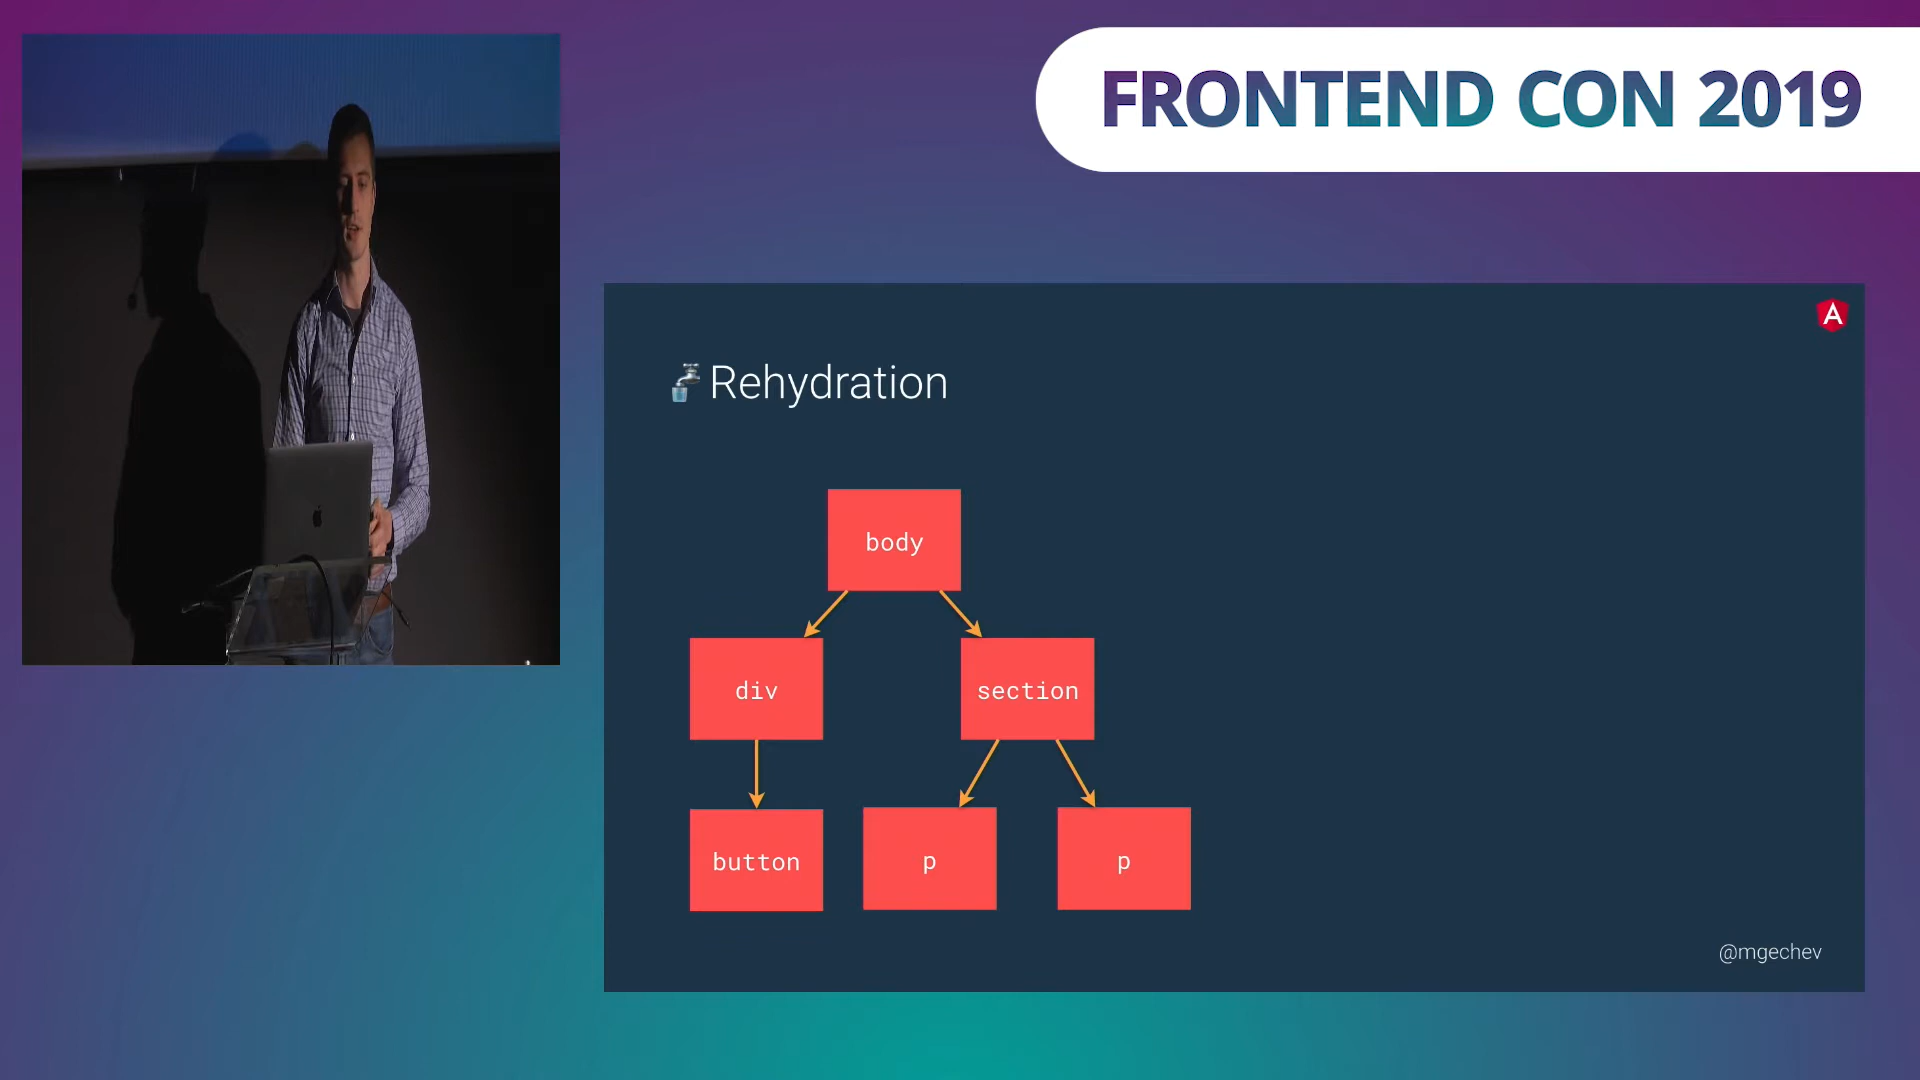 FRONTEND CON 2019
A
Rehydration
body
div
section
button
p
p
@mgechev